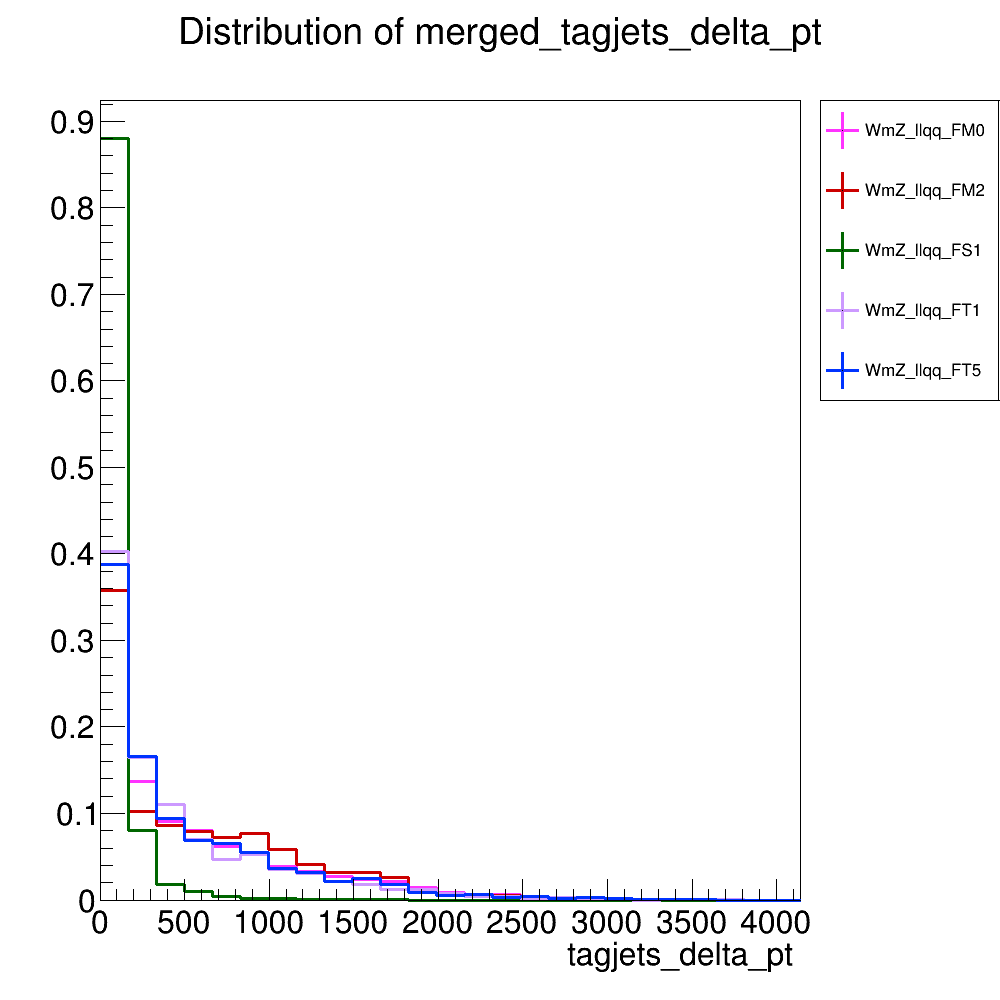 Distribution of merged_tagjets_delta_pt
0.9
0.8
0.7
0.6
0.5
0.4
0.3
0.2
0.1
0
0 500 1000 1500 2000 2500 3000 3500 4000
tagjets_delta_pt
WmZ_llqq_FM0
WmZ_llqq_FM2
WmZ_llqq_FS1
WmZ_llqq_FT1
WmZ_llqq_FT5